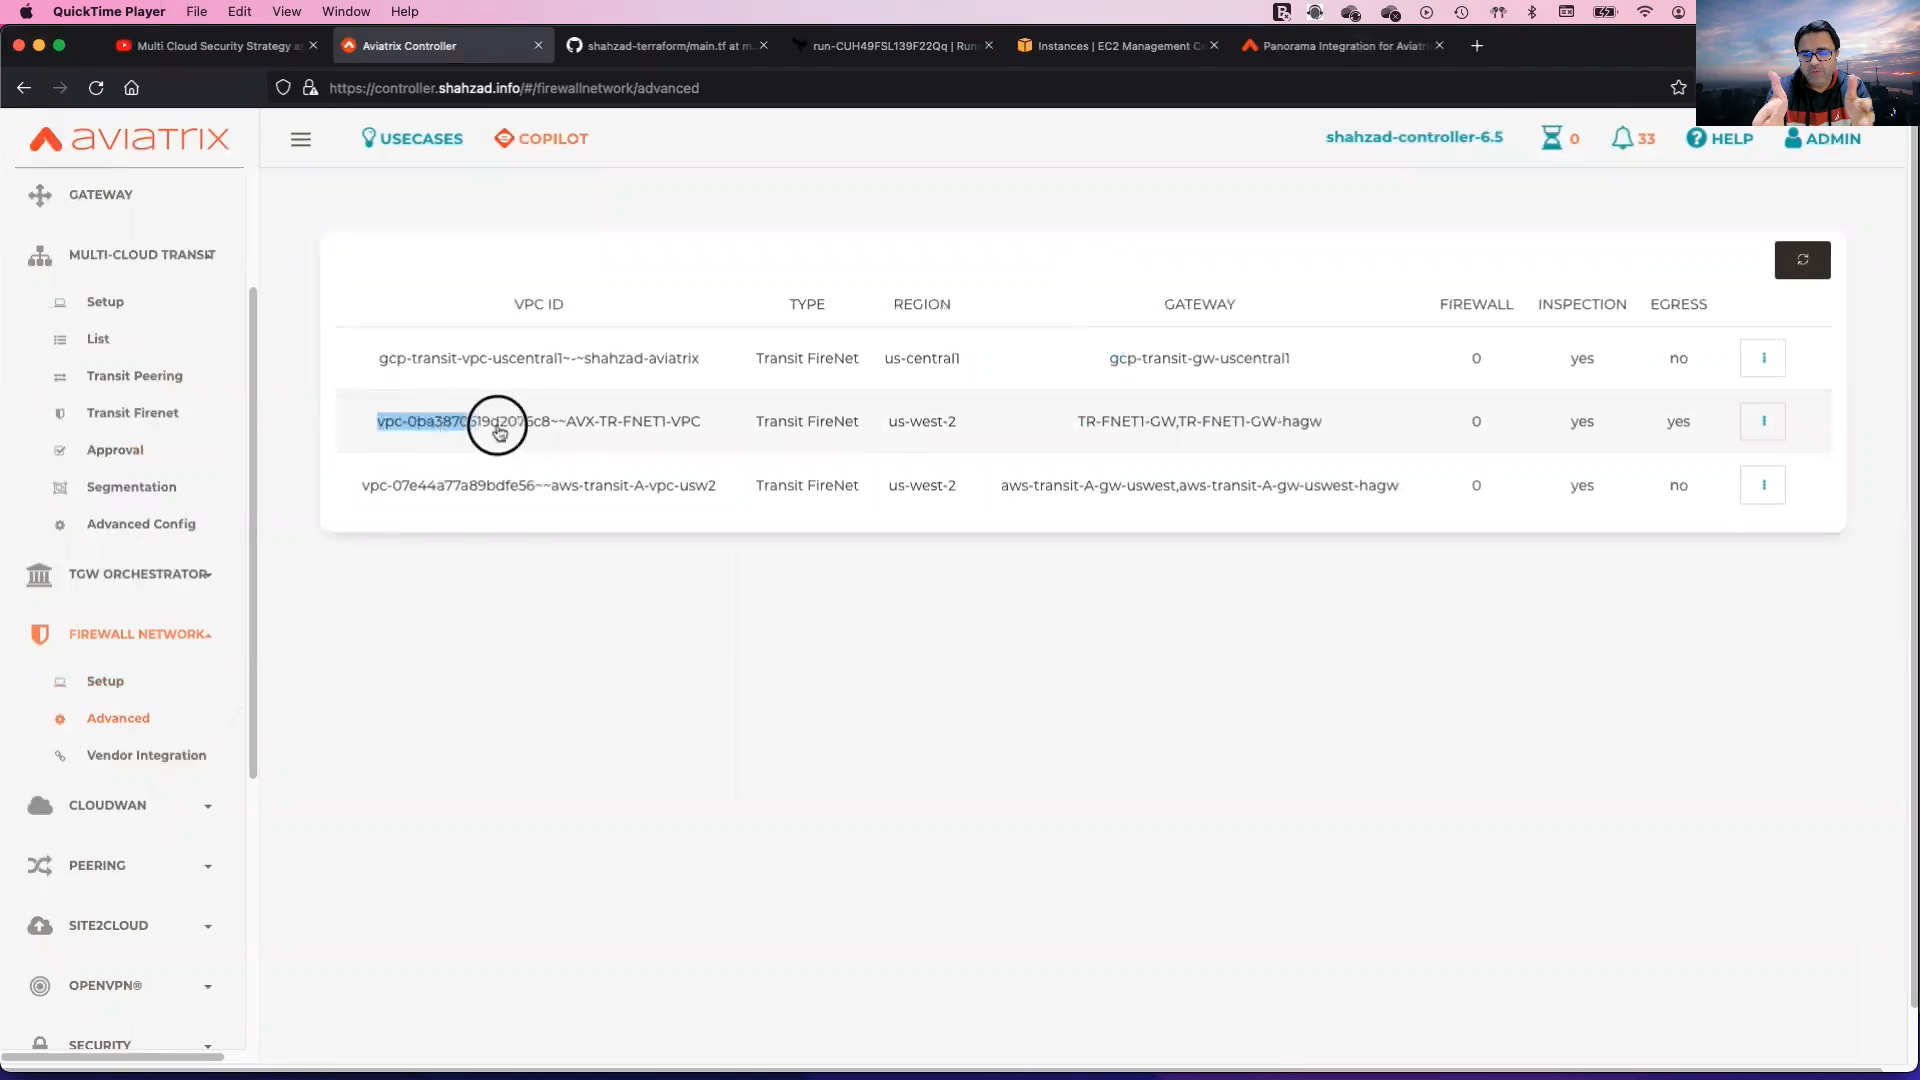 QuickTime Player File Edit View Window Help
Multi Cloud Security Strategy a
Aviatrix Controller
shahzad-terraform/main.tf at m
run-CUH49FSL139F22Qq | Run
Instances | EC2 Management C
Panorama Integration for Aviatr
https://controller.shahzad.info/#/firewallnetwork/advanced
aviatrix
USECASES
COPILOT
shahzad-controller-6.5
0
33
HELP
ADMIN
GATEWAY
MULTI-CLOUD TRANSIT
Setup
List
Transit Peering
Transit Firenet
Approval
Segmentation
Advanced Config
TGW ORCHESTRATOR
FIREWALL NETWORK
Setup
Advanced
Vendor Integration
CLOUDWAN
PEERING
SITE2CLOUD
OPENVPN®
SECURITY
VPC ID TYPE REGION GATEWAY FIREWALL INSPECTION EGRESS
gcp-transit-vpc-uscentral1~-~shahzad-aviatrix Transit FireNet us-central1 gcp-transit-gw-uscentral1 0 yes no
vpc-0ba3870619d2076c8~~AVX-TR-FNET1-VPC Transit FireNet us-west-2 TR-FNET1-GW,TR-FNET1-GW-hagw 0 yes yes
vpc-07e44a77a89bdfe56~~aws-transit-A-vpc-usw2 Transit FireNet us-west-2 aws-transit-A-gw-uswest,aws-transit-A-gw-uswest-hagw 0 yes no